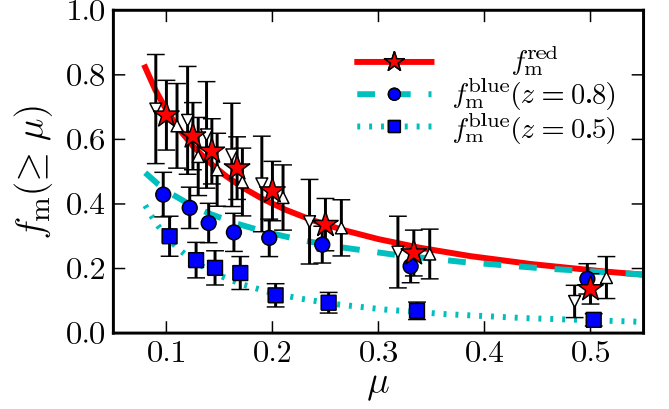 1.0
0.8
0.6
0.4
0.2
0.0
f_m(≥ μ)
f_m^red
f_m^blue(z = 0.8)
f_m^blue(z = 0.5)
0.1 0.2 0.3 0.4 0.5
μ